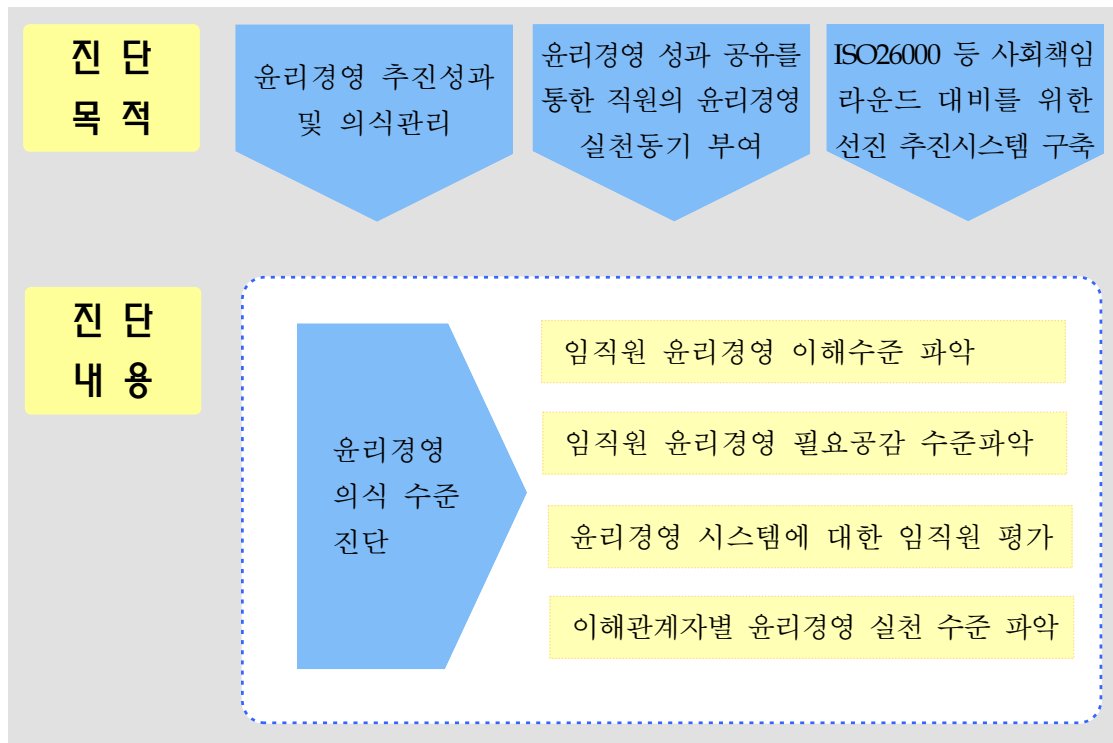 진 단
목 적
윤리경영 추진성과
및 의식관리
윤리경영 성과 공유를
통한 직원의 윤리경영
실천동기 부여
ISO26000 등 사회책임
라운드 대비를 위한
선진 추진시스템 구축
진 단
내 용
윤리경영
의식 수준
진단
임직원 윤리경영 이해수준 파악
임직원 윤리경영 필요공감 수준파악
윤리경영 시스템에 대한 임직원 평가
이해관계자별 윤리경영 실천 수준 파악